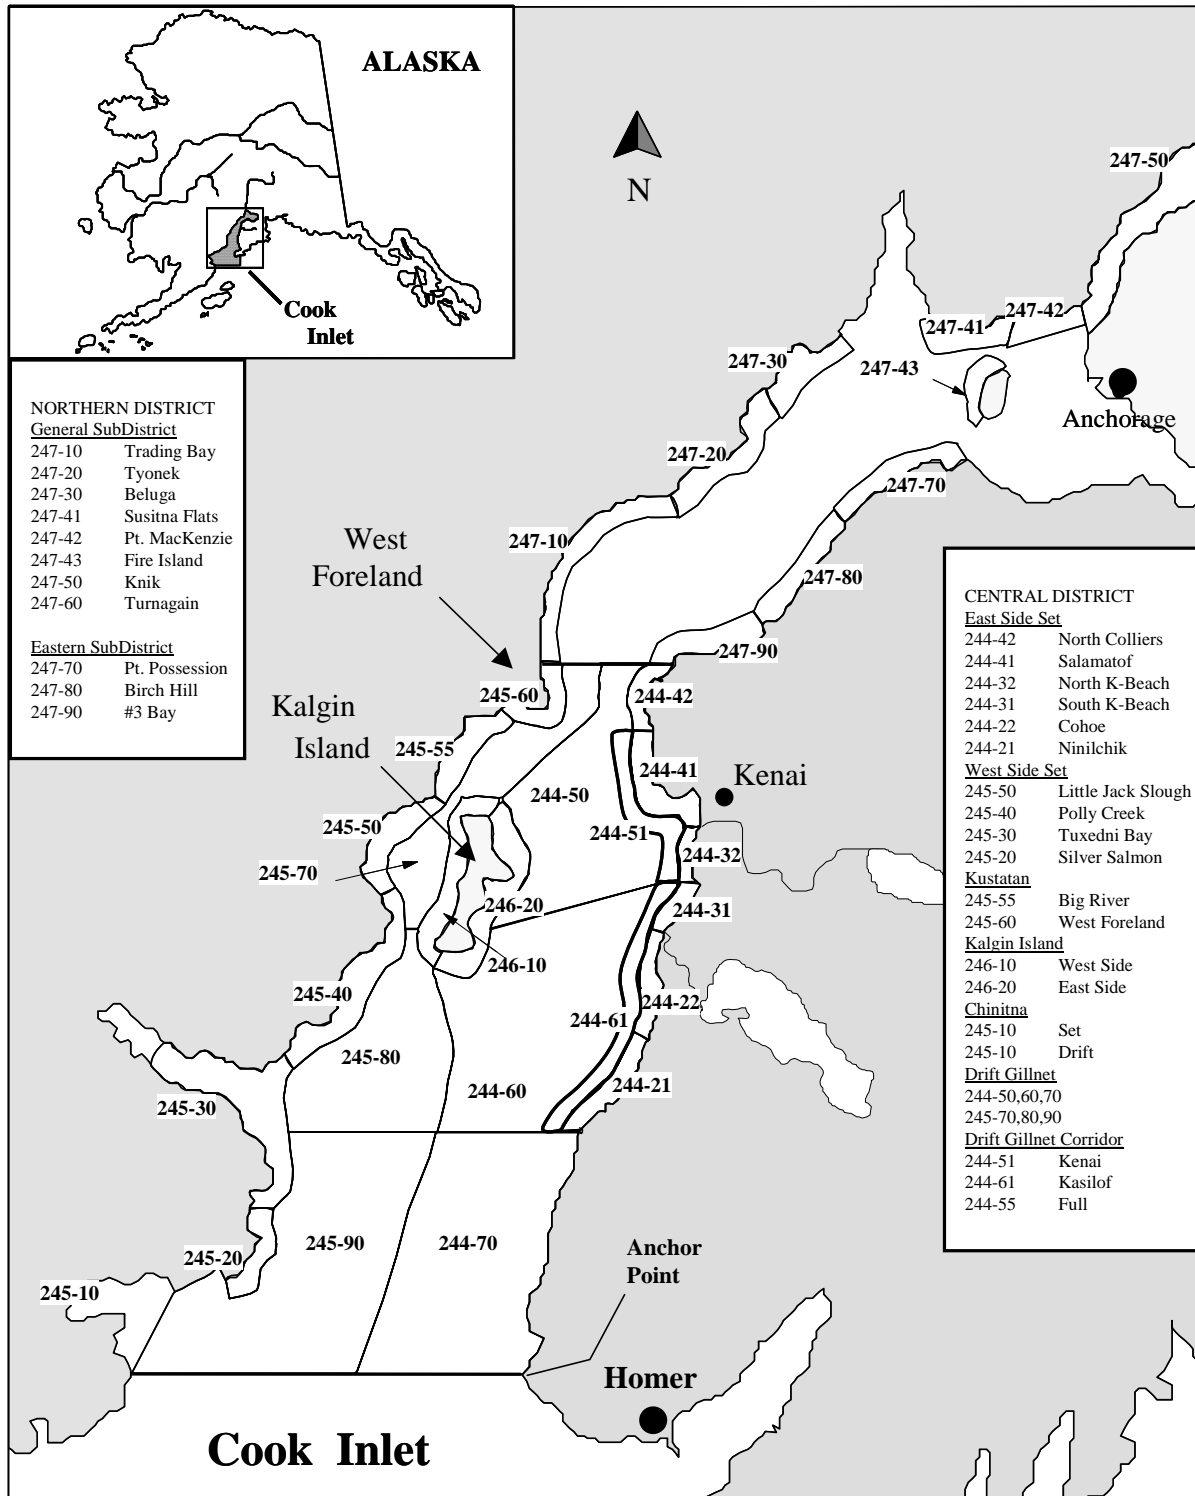 ALASKA
Cook
Inlet
N
NORTHERN DISTRICT
General SubDistrict
247-10 Trading Bay
247-20 Tyonek
247-30 Beluga
247-41 Susitna Flats
247-42 Pt. MacKenzie
247-43 Fire Island
247-50 Knik
247-60 Turnagain
Eastern SubDistrict
247-70 Pt. Possession
247-80 Birch Hill
247-90 #3 Bay
247-50
247-42
247-41
247-30
247-43
Anchorage
247-20
247-70
247-10
West
Foreland
247-80
247-90
245-60
244-42
Kalgin
Island
245-55
244-41
Kenai
244-50
245-50
244-51
244-32
245-70
246-20
244-31
246-10
245-40
244-22
244-61
245-80
244-60
244-21
245-30
245-90
244-70
245-20
Anchor
Point
245-10
Homer
Cook Inlet
CENTRAL DISTRICT
East Side Set
244-42 North Colliers
244-41 Salamatof
244-32 North K-Beach
244-31 South K-Beach
244-22 Cohoe
244-21 Ninilchik
West Side Set
245-50 Little Jack Slough
245-40 Polly Creek
245-30 Tuxedni Bay
245-20 Silver Salmon
Kustatan
245-55 Big River
245-60 West Foreland
Kalgin Island
246-10 West Side
246-20 East Side
Chinitna
245-10 Set
245-10 Drift
Drift Gillnet
244-50,60,70
245-70,80,90
Drift Gillnet Corridor
244-51 Kenai
244-61 Kasilof
244-55 Full